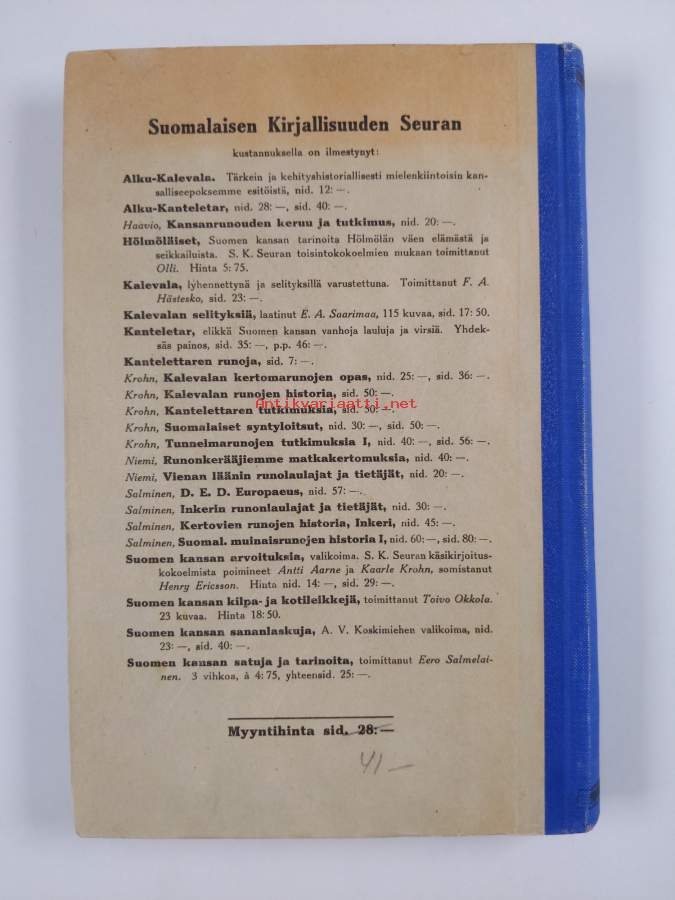 Suomalaisen Kirjallisuuden Seuran
kustannuksella on ilmestynyt:
Alku-Kalevala. Tärkein ja kehityshistoriallisesti mielenkiintoisin kan-
salliseepoksemme esitöistä, nid. 12: —.
Alku-Kanteletar, nid. 28: —, sid. 40: —.
Haavio, Kansanrunouden keruu ja tutkimus, nid. 20: —.
Hölmöläiset, Suomen kansan tarinoita Hölmölän väen elämästä ja
seikkailuista. S. K. Seuran toisintokokoelmien mukaan toimittanut
Olli. Hinta 5: 75.
Kalevala, lyhennettynä ja selityksillä varustettuna. Toimittanut F. A.
Hästesko, sid. 23: —.
Kalevalan selityksiä, laatinut E. A. Saarimaa, 115 kuvaa, sid. 17: 50.
Kanteletar, elikkä Suomen kansan vanhoja lauluja ja virsiä. Yhdek-
säs painos, sid. 35: —, p.p. 46: —.
Kantelettaren runoja, sid. 7: —.
Krohn, Kalevalan kertomarunojen opas, nid. 25: —, sid. 36: —.
Krohn, Kalevalan runojen historia, sid. 50: —.
Krohn, Kantelettaren tutkimuksia, sid. 50: —.
Antikvariaatti.net
Krohn, Suomalaiset syntyloitsut, nid. 30: —, sid. 50: —.
Krohn, Tunnelmarunojen tutkimuksia I, nid. 40: —, sid. 56: —.
Niemi, Runonkerääjiemme matkakertomuksia, nid. 40: —.
Niemi, Vienan läänin runolaulajat ja tietäjät, nid. 20: —.
Salminen, D. E. D. Europaeus, nid. 57: —.
Salminen, Inkerin runonlaulajat ja tietäjät, nid. 30: —.
Salminen, Kertovien runojen historia, Inkeri, nid. 45: —.
Salminen, Suomal. muinaisrunojen historia I, nid. 60: —, sid. 80: —.
Suomen kansan arvoituksia, valikoima. S. K. Seuran käsikirjoitus-
kokoelmista poimineet Antti Aarne ja Kaarle Krohn, somistanut
Henry Ericsson. Hinta nid. 14: —, sid. 29: —.
Suomen kansan kilpa- ja kotileikkejä, toimittanut Toivo Okkola.
23 kuvaa. Hinta 18: 50.
Suomen kansan sananlaskuja, A. V. Koskimiehen valikoima, nid.
23: —, sid. 40: —.
Suomen kansan satuja ja tarinoita, toimittanut Eero Salmelai-
nen. 3 vihkoa, à 4: 75, yhteensid. 25: —.
Myyntihinta sid. 28: —
41 —